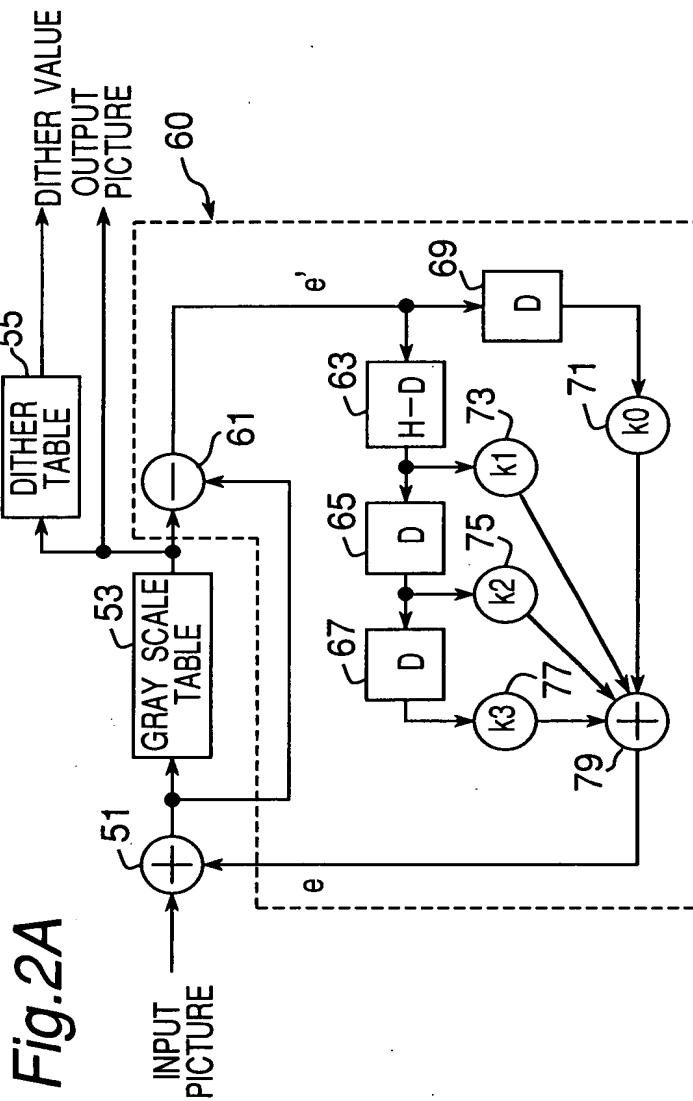 Fig.2A
INPUT
PICTURE
51
53
GRAY SCALE
TABLE
55
DITHER
TABLE
DITHER VALUE
OUTPUT
PICTURE
60
61
e'
e
63
H-D
65
D
67
D
69
D
71
k0
73
k1
75
k2
77
k3
79